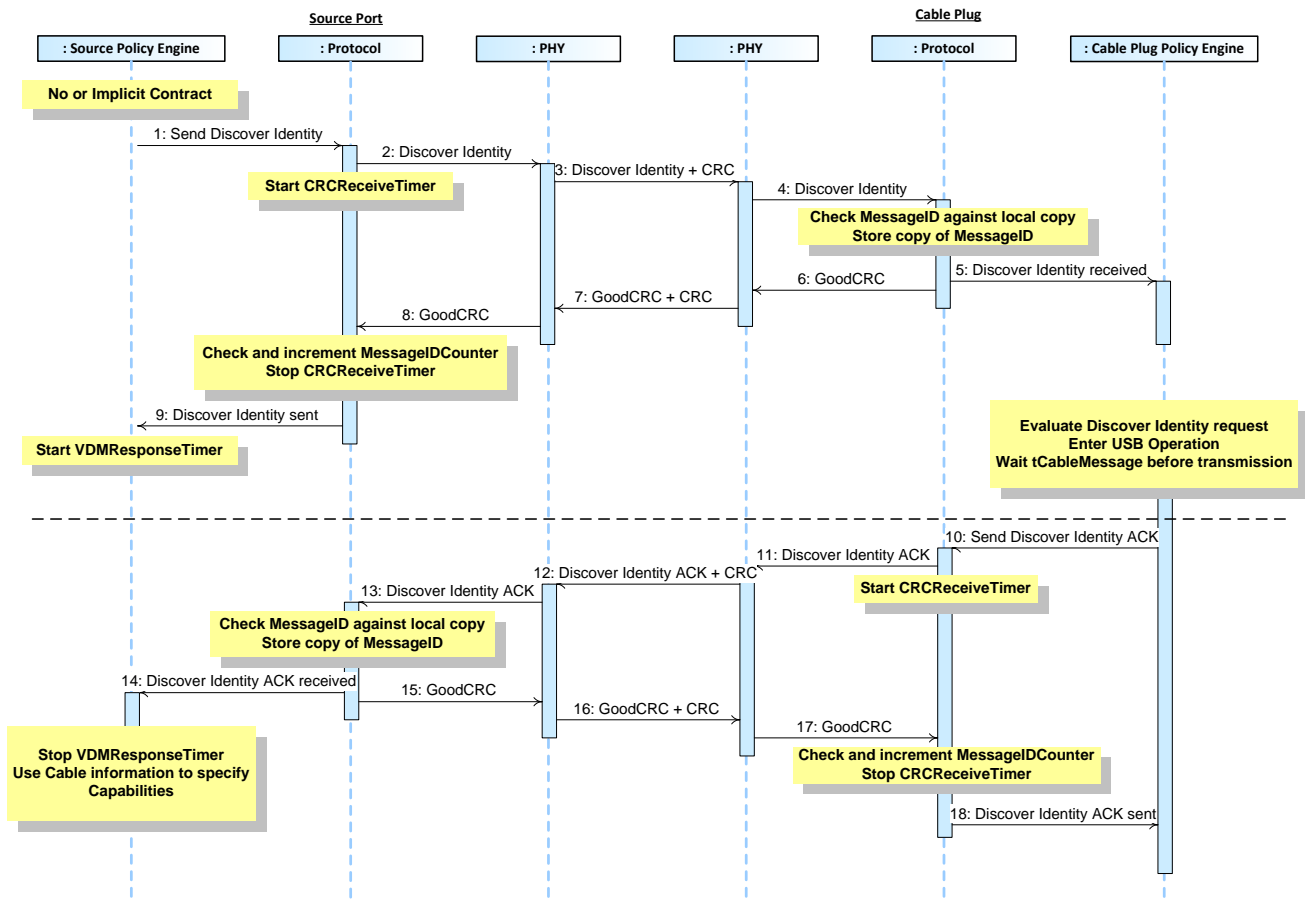 Source Port
Cable Plug
: Source Policy Engine
: Protocol
: PHY
: PHY
: Protocol
: Cable Plug Policy Engine
No or Implicit Contract
1: Send Discover Identity
2: Discover Identity
3: Discover Identity + CRC
Start CRCReceiveTimer
4: Discover Identity
Check MessageID against local copy
Store copy of MessageID
5: Discover Identity received
6: GoodCRC
7: GoodCRC + CRC
8: GoodCRC
Check and increment MessageIDCounter
Stop CRCReceiveTimer
9: Discover Identity sent
Start VDMResponseTimer
Evaluate Discover Identity request
Enter USB Operation
Wait tCableMessage before transmission
10: Send Discover Identity ACK
11: Discover Identity ACK
12: Discover Identity ACK + CRC
Start CRCReceiveTimer
13: Discover Identity ACK
Check MessageID against local copy
Store copy of MessageID
14: Discover Identity ACK received
15: GoodCRC
16: GoodCRC + CRC
17: GoodCRC
Stop VDMResponseTimer
Use Cable information to specify
Capabilities
Check and increment MessageIDCounter
Stop CRCReceiveTimer
18: Discover Identity ACK sent